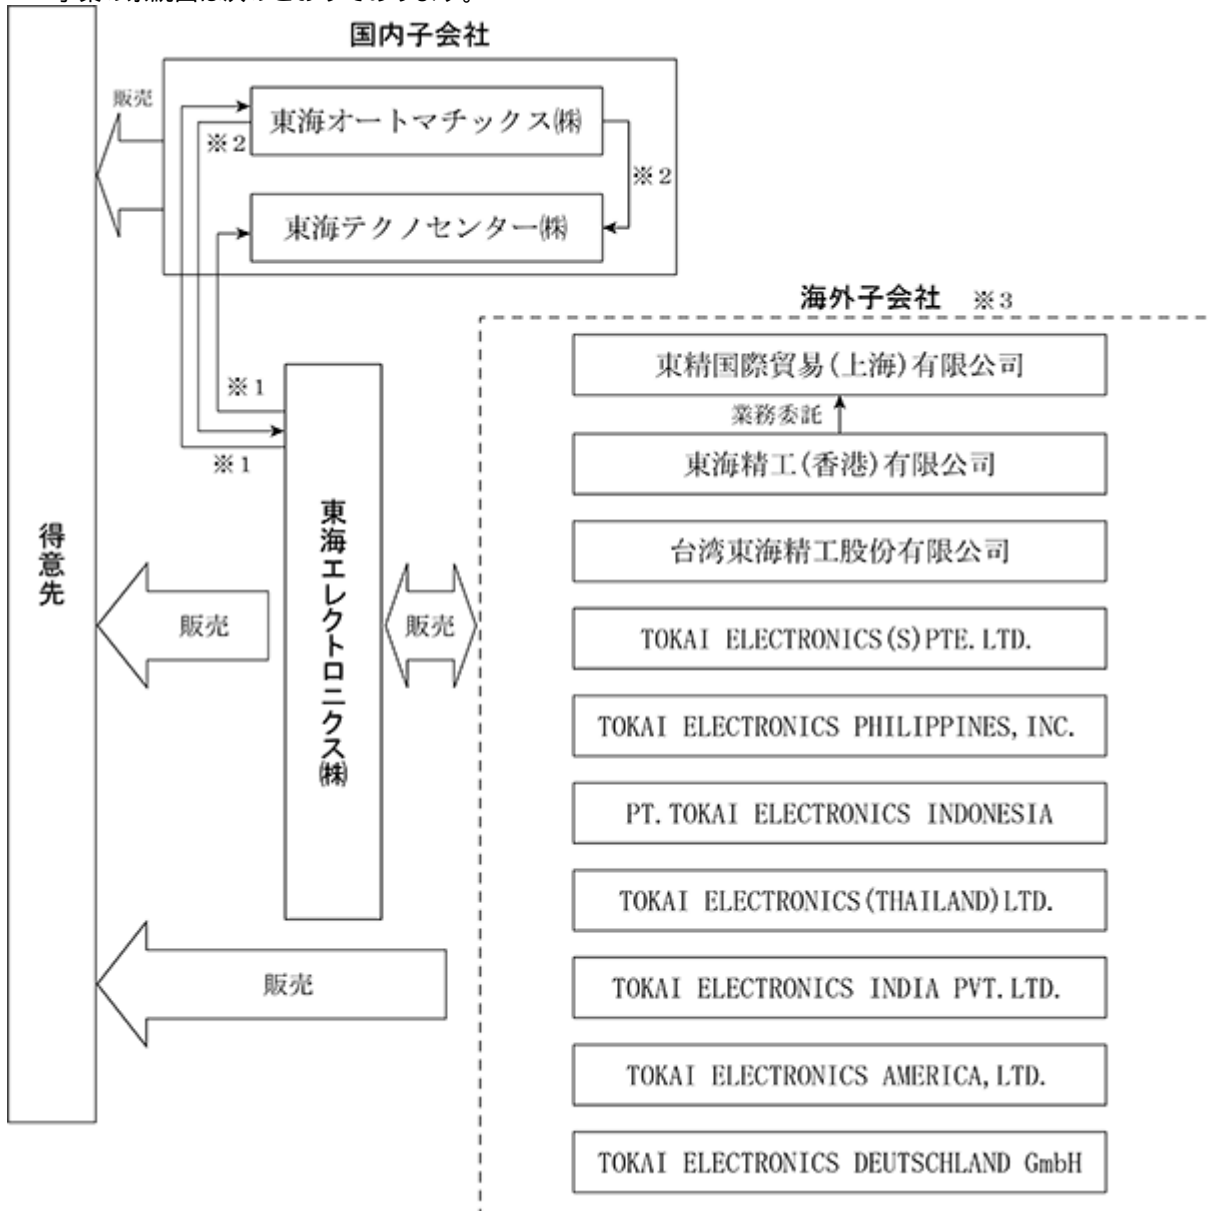 国内子会社
販売
東海オートマチックス㈱
※2
※2
東海テクノセンター㈱
海外子会社 ※3
東精国際貿易(上海)有限公司
※1
業務委託
東海精工(香港)有限公司
※1
得意先
東海エレクトロニクス㈱
台湾東海精工股份有限公司
販売
販売
TOKAI ELECTRONICS(S)PTE.LTD.
TOKAI ELECTRONICS PHILIPPINES,INC.
PT.TOKAI ELECTRONICS INDONESIA
TOKAI ELECTRONICS(THAILAND)LTD.
販売
TOKAI ELECTRONICS INDIA PVT.LTD.
TOKAI ELECTRONICS AMERICA,LTD.
TOKAI ELECTRONICS DEUTSCHLAND GmbH